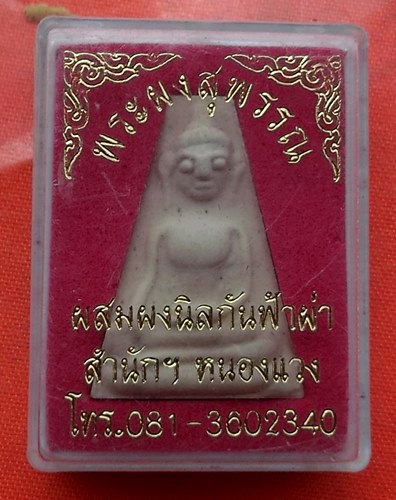 พระผงสุพรรณ
ผสมผงนิลกันฟ้าผ่า
สำนักฯ หนองแวง
โทร.081-3602340